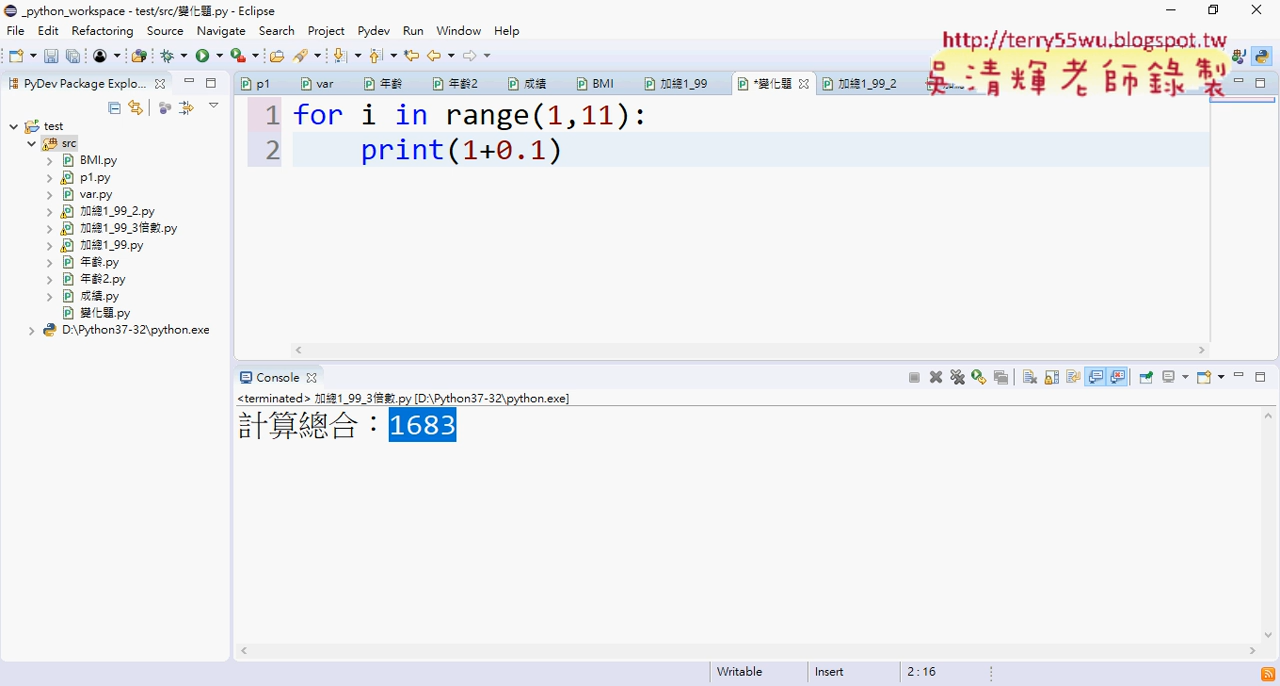 _python_workspace - test/src/變化題.py - Eclipse
File Edit Refactoring Source Navigate Search Project Pydev Run Window Help
http://terry55wu.blogspot.tw
吳清輝老師錄製
PyDev Package Explo...
test
src
BMI.py
p1.py
var.py
加總1_99_2.py
加總1_99_3倍數.py
加總1_99.py
年齡.py
年齡2.py
成績.py
變化題.py
D:\Python37-32\python.exe
p1 var 年齡 年齡2 成績 BMI 加總1_99 *變化題 加總1_99_2
1 for i in range(1,11):
2 print(1+0.1)
Console
<terminated> 加總1_99_3倍數.py [D:\Python37-32\python.exe]
計算總合：1683
Writable Insert 2 : 16